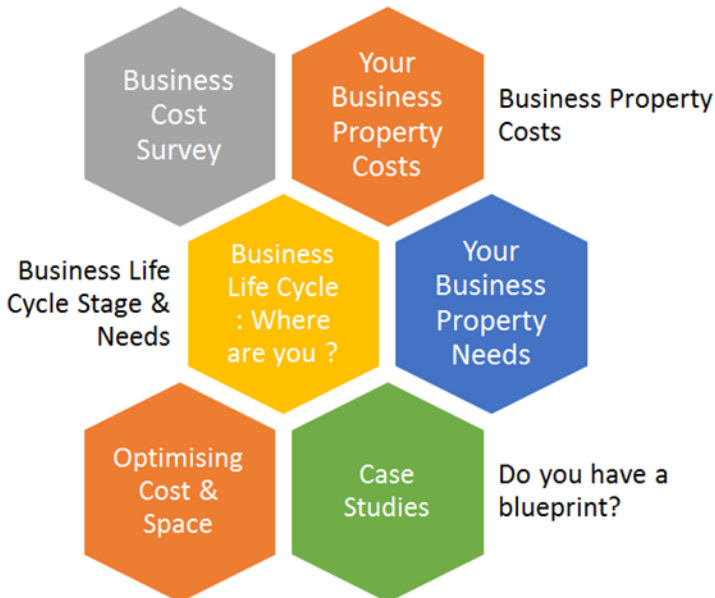 Business
Cost
Survey
Your
Business
Property
Costs
Business Property
Costs
Business Life
Cycle Stage &
Needs
Business
Life Cycle
: Where
are you ?
Your
Business
Property
Needs
Optimising
Cost &
Space
Case
Studies
Do you have a
blueprint?